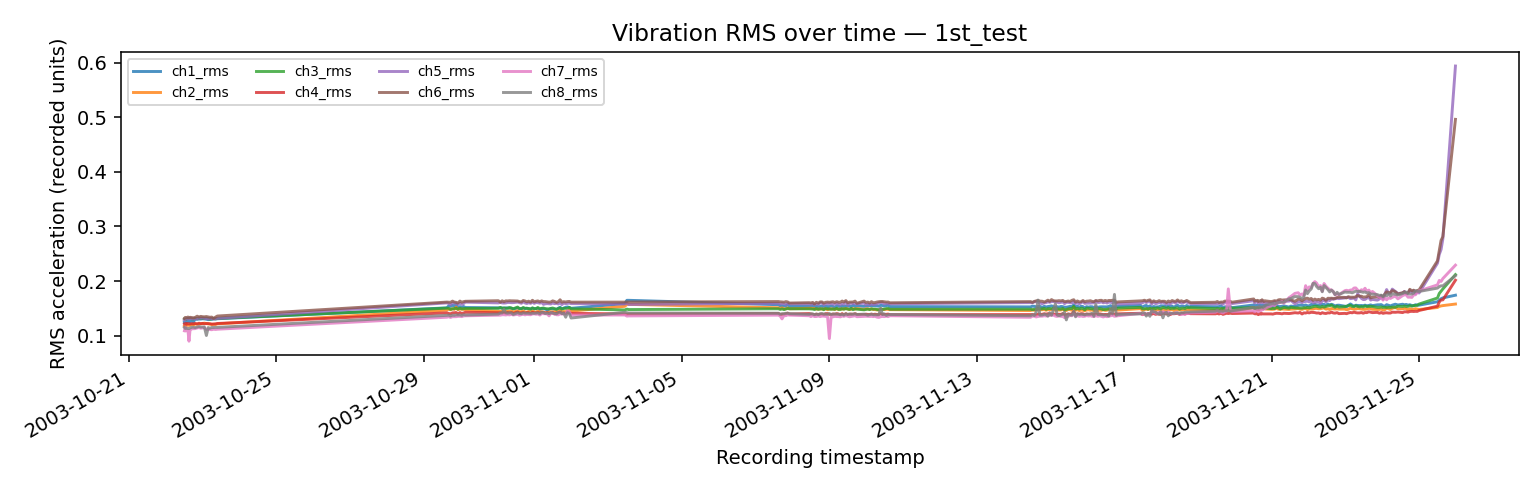 Vibration RMS over time — 1st_test
RMS acceleration (recorded units)
0.6
0.5
0.4
0.3
0.2
0.1
ch1_rms ch3_rms ch5_rms ch7_rms
ch2_rms ch4_rms ch6_rms ch8_rms
2003-10-21 2003-10-25 2003-10-29 2003-11-01 2003-11-05 2003-11-09 2003-11-13 2003-11-17 2003-11-21 2003-11-25
Recording timestamp